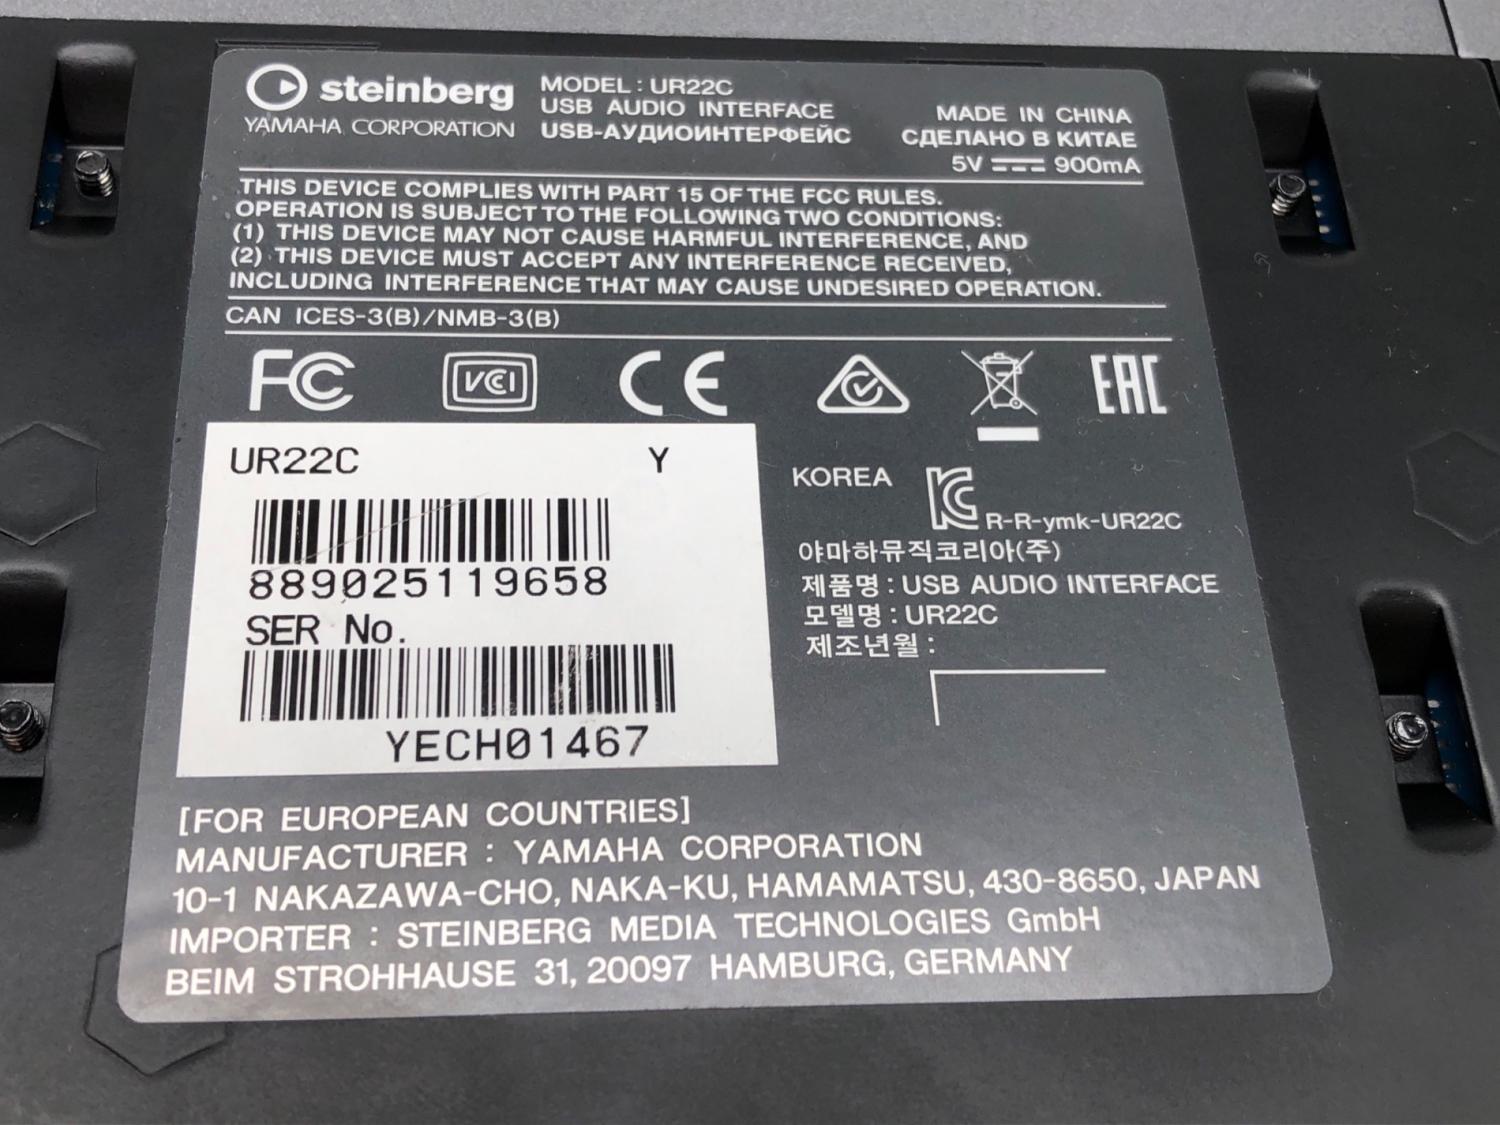 steinberg
YAMAHA CORPORATION
MODEL : UR22C
USB AUDIO INTERFACE
USB-АУДИОИНТЕРФЕЙС
MADE IN CHINA
СДЕЛАНО В КИТАЕ
5V 900mA
THIS DEVICE COMPLIES WITH PART 15 OF THE FCC RULES.
OPERATION IS SUBJECT TO THE FOLLOWING TWO CONDITIONS:
(1) THIS DEVICE MAY NOT CAUSE HARMFUL INTERFERENCE, AND
(2) THIS DEVICE MUST ACCEPT ANY INTERFERENCE RECEIVED,
INCLUDING INTERFERENCE THAT MAY CAUSE UNDESIRED OPERATION.
CAN ICES-3(B)/NMB-3(B)
FC VCI CE EAC
UR22C Y
889025119658
SER No.
YECH01467
KOREA
R-R-ymk-UR22C
야마하뮤직코리아(주)
제품명 : USB AUDIO INTERFACE
모델명 : UR22C
제조년월 :
[FOR EUROPEAN COUNTRIES]
MANUFACTURER : YAMAHA CORPORATION
10-1 NAKAZAWA-CHO, NAKA-KU, HAMAMATSU, 430-8650, JAPAN
IMPORTER : STEINBERG MEDIA TECHNOLOGIES GmbH
BEIM STROHHAUSE 31, 20097 HAMBURG, GERMANY